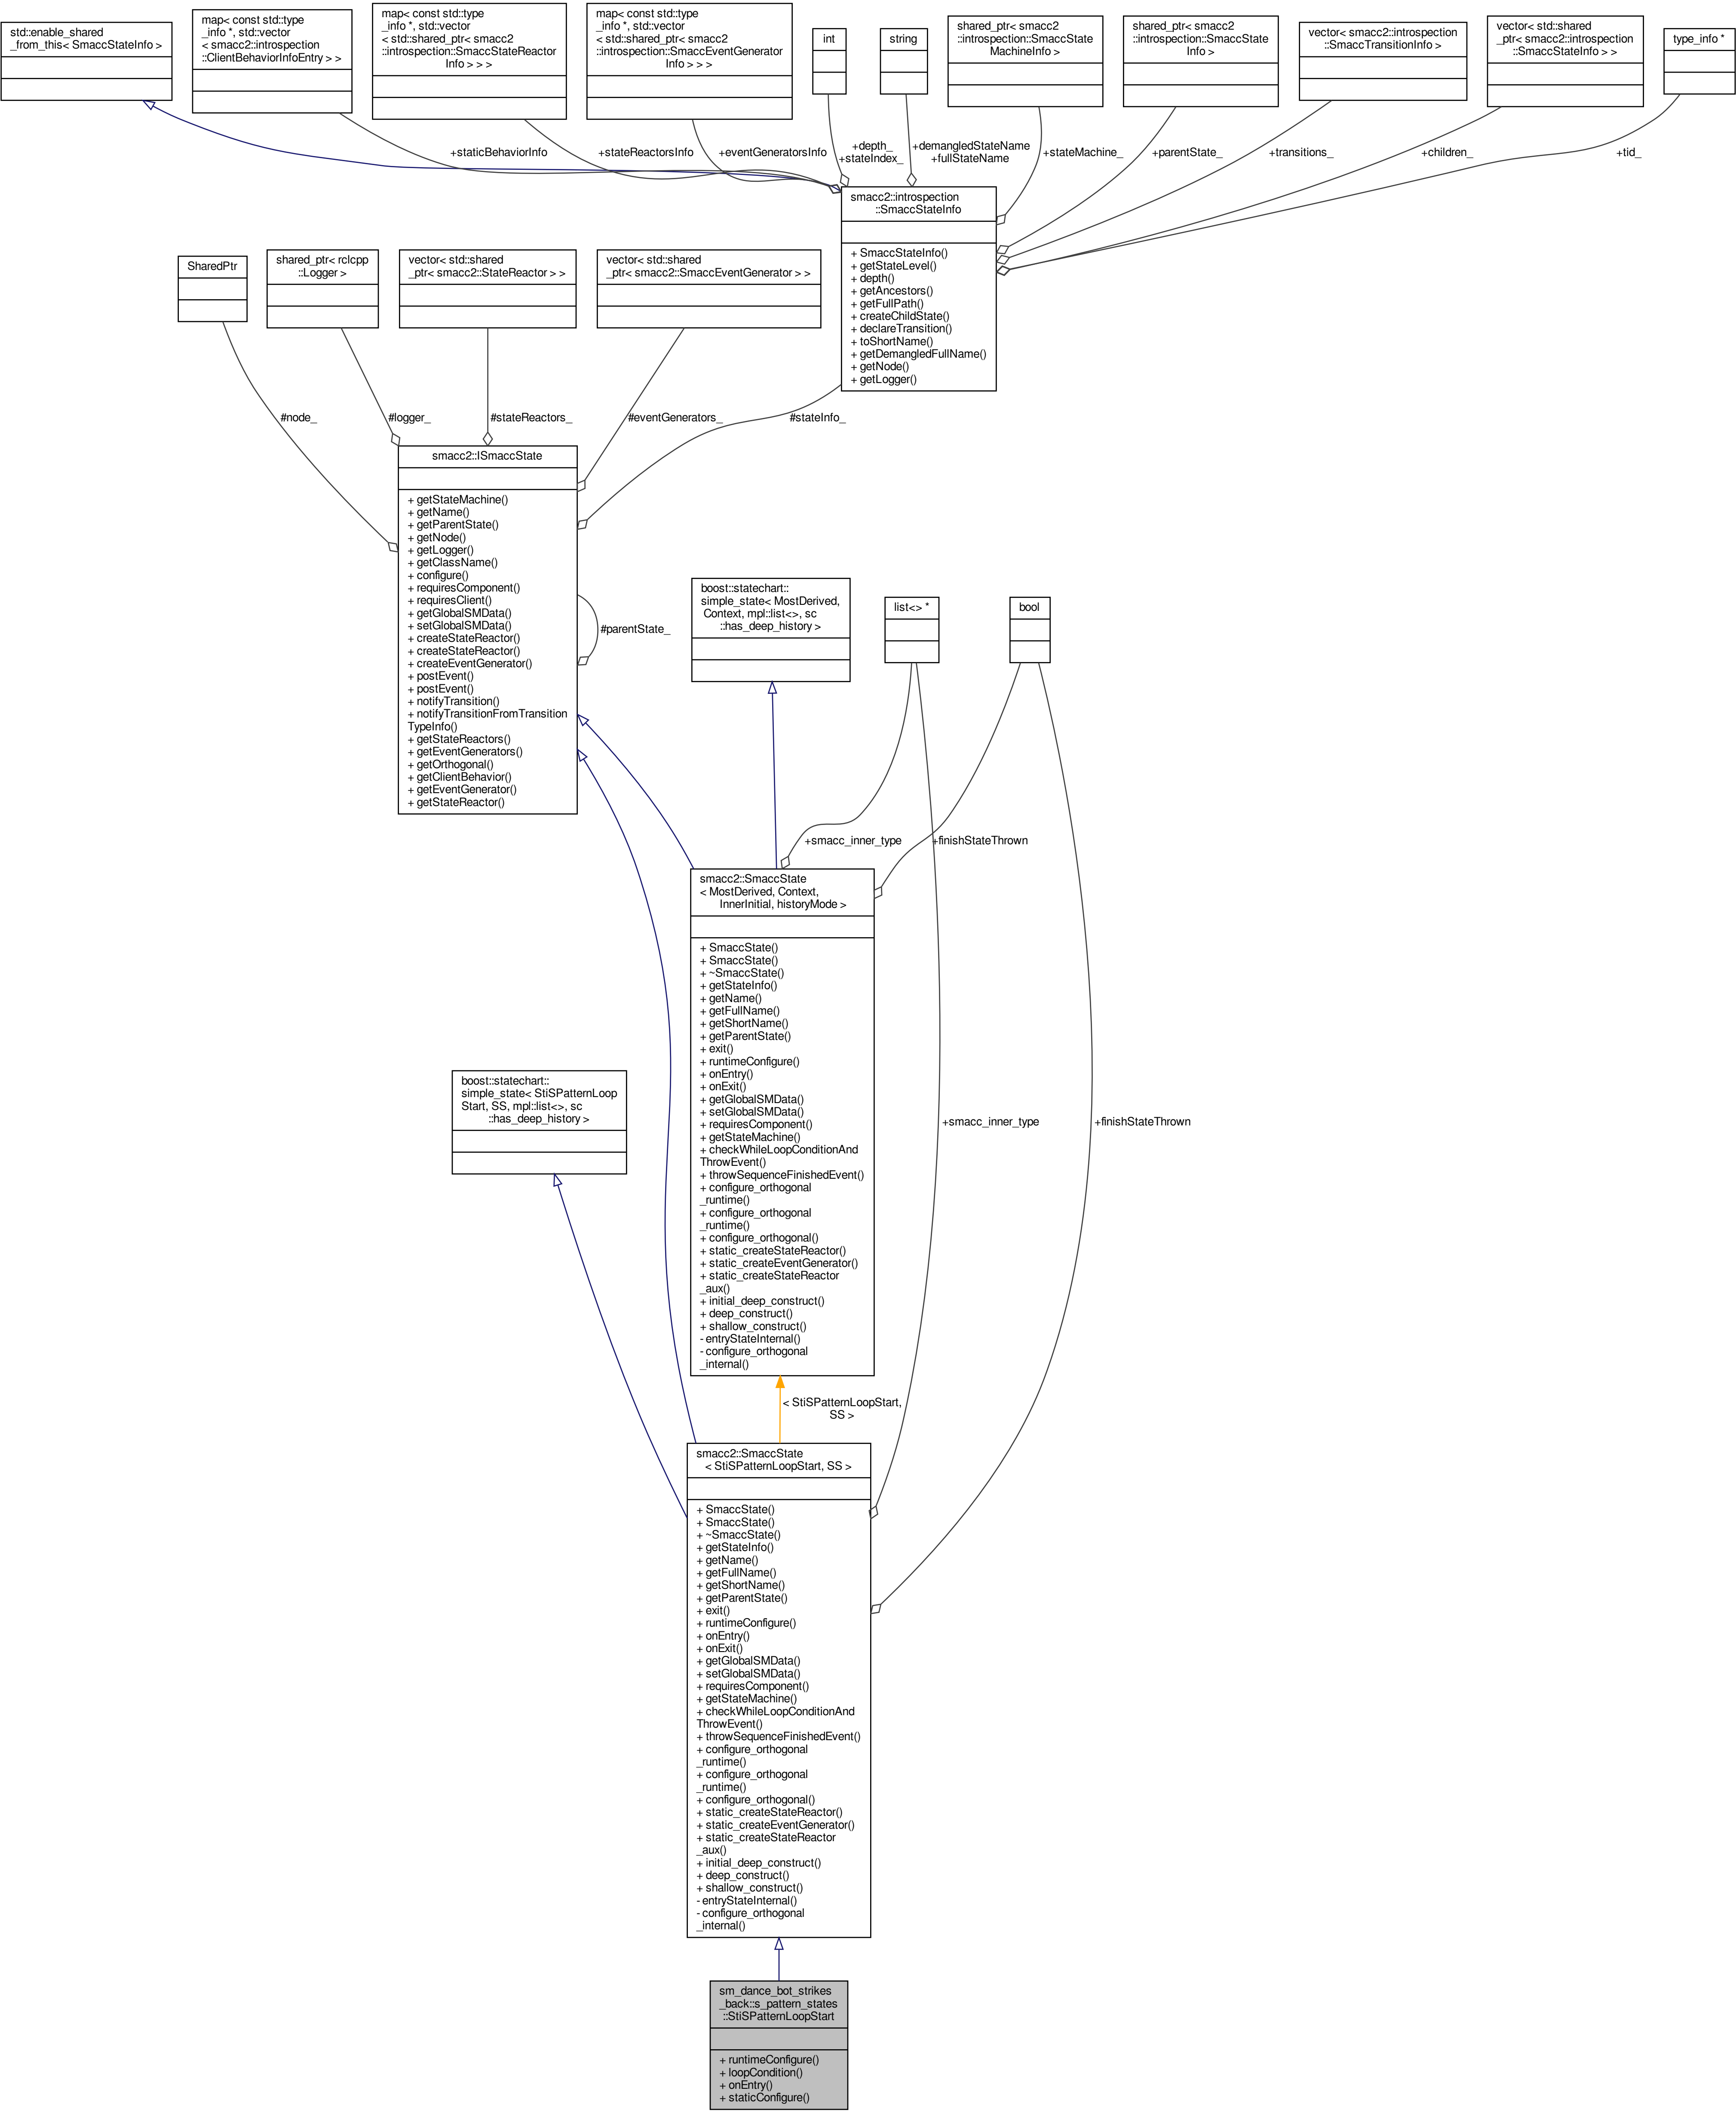 std::enable_shared
_from_this< SmaccStateInfo >
map< const std::type
_info *, std::vector
< smacc2::introspection
::ClientBehaviorInfoEntry > >
map< const std::type
_info *, std::vector
< std::shared_ptr< smacc2
::introspection::SmaccStateReactor
Info > > >
map< const std::type
_info *, std::vector
< std::shared_ptr< smacc2
::introspection::SmaccEventGenerator
Info > > >
int
string
shared_ptr< smacc2
::introspection::SmaccState
MachineInfo >
shared_ptr< smacc2
::introspection::SmaccState
Info >
vector< smacc2::introspection
::SmaccTransitionInfo >
vector< std::shared
_ptr< smacc2::introspection
::SmaccStateInfo > >
type_info *
+staticBehaviorInfo
+stateReactorsInfo
+eventGeneratorsInfo
+depth_
+stateIndex_
+demangledStateName
+fullStateName
+stateMachine_
+parentState_
+transitions_
+children_
+tid_
smacc2::introspection
::SmaccStateInfo
+ SmaccStateInfo()
+ getStateLevel()
+ depth()
+ getAncestors()
+ getFullPath()
+ createChildState()
+ declareTransition()
+ toShortName()
+ getDemangledFullName()
+ getNode()
+ getLogger()
SharedPtr
shared_ptr< rclcpp
::Logger >
vector< std::shared
_ptr< smacc2::StateReactor > >
vector< std::shared
_ptr< smacc2::SmaccEventGenerator > >
#node_
#logger_
#stateReactors_
#eventGenerators_
#stateInfo_
smacc2::ISmaccState
+ getStateMachine()
+ getName()
+ getParentState()
+ getNode()
+ getLogger()
+ getClassName()
+ configure()
+ requiresComponent()
+ requiresClient()
+ getGlobalSMData()
+ setGlobalSMData()
+ createStateReactor()
+ createStateReactor()
+ createEventGenerator()
+ postEvent()
+ postEvent()
+ notifyTransition()
+ notifyTransitionFromTransition
TypeInfo()
+ getStateReactors()
+ getEventGenerators()
+ getOrthogonal()
+ getClientBehavior()
+ getEventGenerator()
+ getStateReactor()
#parentState_
boost::statechart::
simple_state< MostDerived,
Context, mpl::list<>, sc
::has_deep_history >
list<> *
bool
+smacc_inner_type
+finishStateThrown
smacc2::SmaccState
< MostDerived, Context,
InnerInitial, historyMode >
+ SmaccState()
+ SmaccState()
+ ~SmaccState()
+ getStateInfo()
+ getName()
+ getFullName()
+ getShortName()
+ getParentState()
+ exit()
+ runtimeConfigure()
+ onEntry()
+ onExit()
+ getGlobalSMData()
+ setGlobalSMData()
+ requiresComponent()
+ getStateMachine()
+ checkWhileLoopConditionAnd
ThrowEvent()
+ throwSequenceFinishedEvent()
+ configure_orthogonal
_runtime()
+ configure_orthogonal
_runtime()
+ configure_orthogonal()
+ static_createStateReactor()
+ static_createEventGenerator()
+ static_createStateReactor
_aux()
+ initial_deep_construct()
+ deep_construct()
+ shallow_construct()
- entryStateInternal()
- configure_orthogonal
_internal()
boost::statechart::
simple_state< StiSPatternLoop
Start, SS, mpl::list<>, sc
::has_deep_history >
+smacc_inner_type
+finishStateThrown
< StiSPatternLoopStart,
SS >
smacc2::SmaccState
< StiSPatternLoopStart, SS >
+ SmaccState()
+ SmaccState()
+ ~SmaccState()
+ getStateInfo()
+ getName()
+ getFullName()
+ getShortName()
+ getParentState()
+ exit()
+ runtimeConfigure()
+ onEntry()
+ onExit()
+ getGlobalSMData()
+ setGlobalSMData()
+ requiresComponent()
+ getStateMachine()
+ checkWhileLoopConditionAnd
ThrowEvent()
+ throwSequenceFinishedEvent()
+ configure_orthogonal
_runtime()
+ configure_orthogonal
_runtime()
+ configure_orthogonal()
+ static_createStateReactor()
+ static_createEventGenerator()
+ static_createStateReactor
_aux()
+ initial_deep_construct()
+ deep_construct()
+ shallow_construct()
- entryStateInternal()
- configure_orthogonal
_internal()
sm_dance_bot_strikes
_back::s_pattern_states
::StiSPatternLoopStart
+ runtimeConfigure()
+ loopCondition()
+ onEntry()
+ staticConfigure()